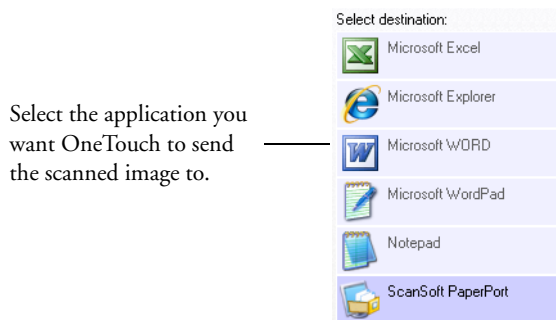 Select destination:
Microsoft Excel
Microsoft Explorer
Select the application you
want OneTouch to send
the scanned image to.
Microsoft WORD
Microsoft WordPad
Notepad
ScanSoft PaperPort